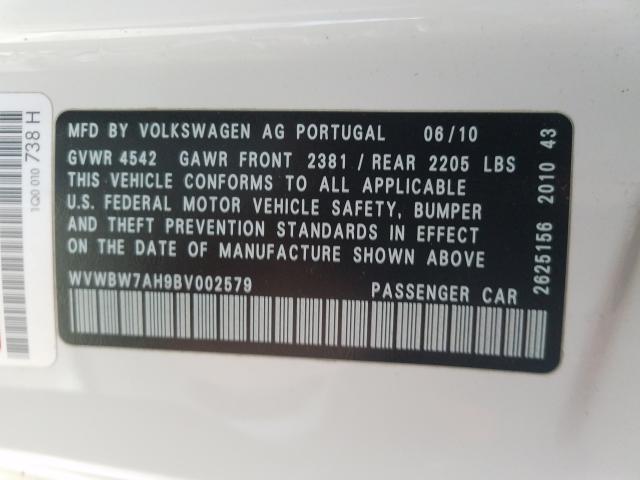 MFD BY VOLKSWAGEN AG PORTUGAL 06/10
GVWR 4542 GAWR FRONT 2381 / REAR 2205 LBS
THIS VEHICLE CONFORMS TO ALL APPLICABLE
U.S. FEDERAL MOTOR VEHICLE SAFETY, BUMPER
AND THEFT PREVENTION STANDARDS IN EFFECT
ON THE DATE OF MANUFACTURE SHOWN ABOVE
WVWBW7AH9BV002579 PASSENGER CAR
2625156 2010 43
1Q0 010 738 H